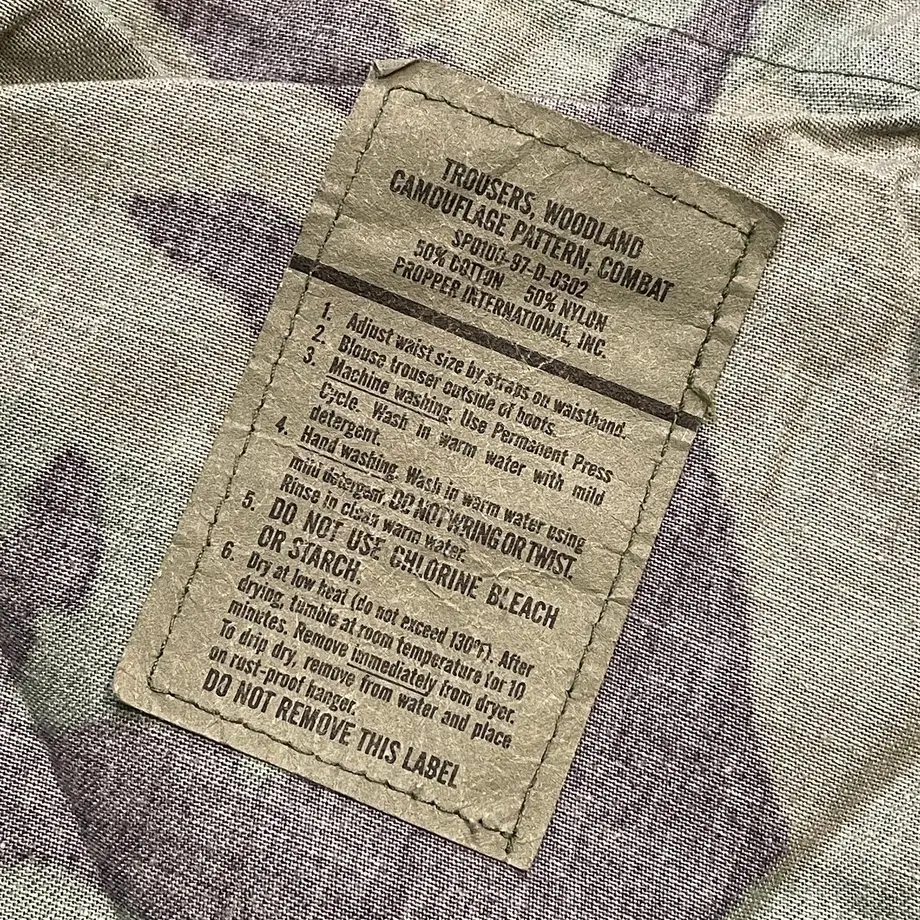 TROUSERS, WOODLAND
CAMOUFLAGE PATTERN, COMBAT
SPO100-97-D-0302
50% COTTON 50% NYLON
PROPPER INTERNATIONAL, INC.
1. Adjust waist size by straps on waistband.
2. Blouse trouser outside of boots.
3. Machine washing. Use Permanent Press
Cycle. Wash in warm water with mild
detergent.
4. Hand washing. Wash in warm water using
mild detergent. DO NOT WRING OR TWIST.
Rinse in clean warm water.
5. DO NOT USE CHLORINE BLEACH
OR STARCH.
6. Dry at low heat (do not exceed 130°F). After
drying, tumble at room temperature for 10
minutes. Remove immediately from dryer.
To drip dry, remove from water and place
on rust-proof hanger.
DO NOT REMOVE THIS LABEL